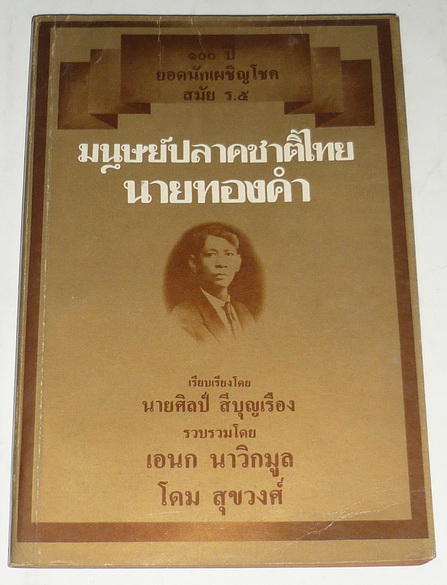 ๑๐๐ ปี
ยอดนักเผชิญโชค
สมัย ร.๕
มนุษย์ปลาดชาติไทย
นายทองคำ
เรียบเรียงโดย
นายศิลป์ สีบุญเรือง
รวบรวมโดย
เอนก นาวิกมูล
โดม สุขวงศ์